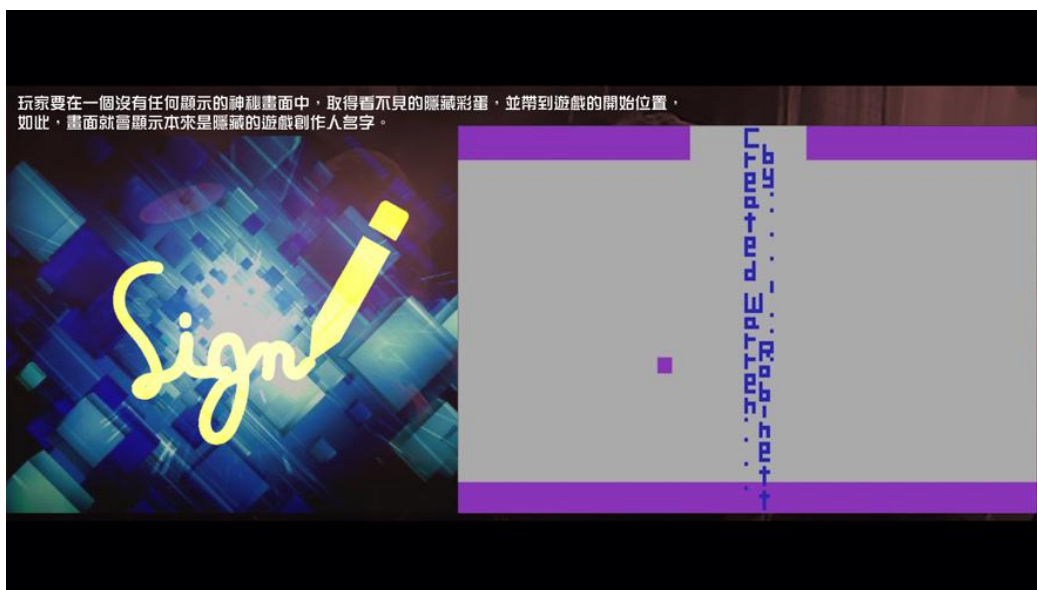 玩家要在一個沒有任何顯示的神秘畫面中，取得看不見的隱藏彩蛋，並帶到遊戲的開始位置，
如此，畫面就會顯示本來是隱藏的遊戲創作人名字。
Sign
Created
by
Warren
Robinett